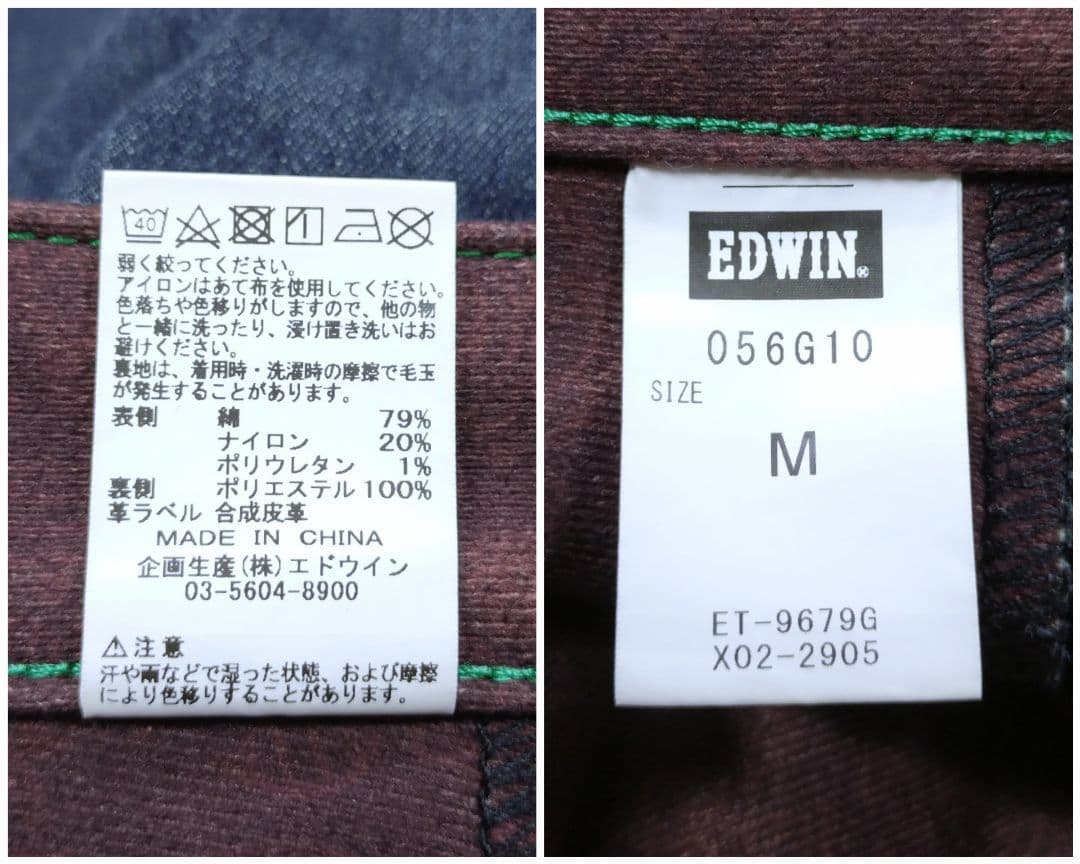 40
弱く絞ってください。
アイロンはあて布を使用してください。
色落ちや色移りがしますので、他の物
と一緒に洗ったり、浸け置き洗いはお
避けください。
裏地は、着用時・洗濯時の摩擦で毛玉
が発生することがあります。
表側 綿 79%
ナイロン 20%
ポリウレタン 1%
裏側 ポリエステル 100%
革ラベル 合成皮革
MADE IN CHINA
企画生産(株)エドウイン
03-5604-8900
⚠注意
汗や雨などで湿った状態、および摩擦
により色移りすることがあります。
EDWIN®
056G10
SIZE
M
ET-9679G
X02-2905